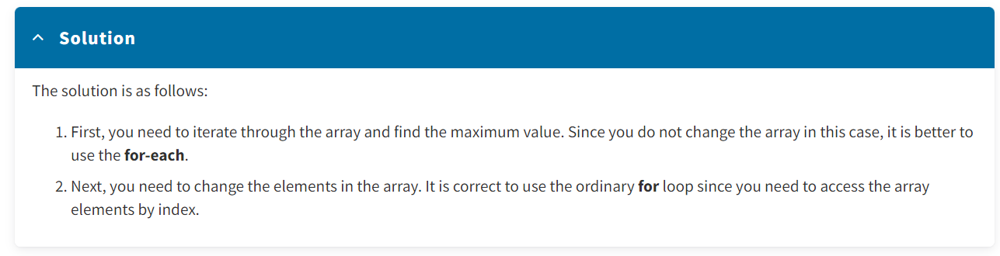 Solution
The solution is as follows:
1. First, you need to iterate through the array and find the maximum value. Since you do not change the array in this case, it is better to
use the for-each.
2. Next, you need to change the elements in the array. It is correct to use the ordinary for loop since you need to access the array
elements by index.